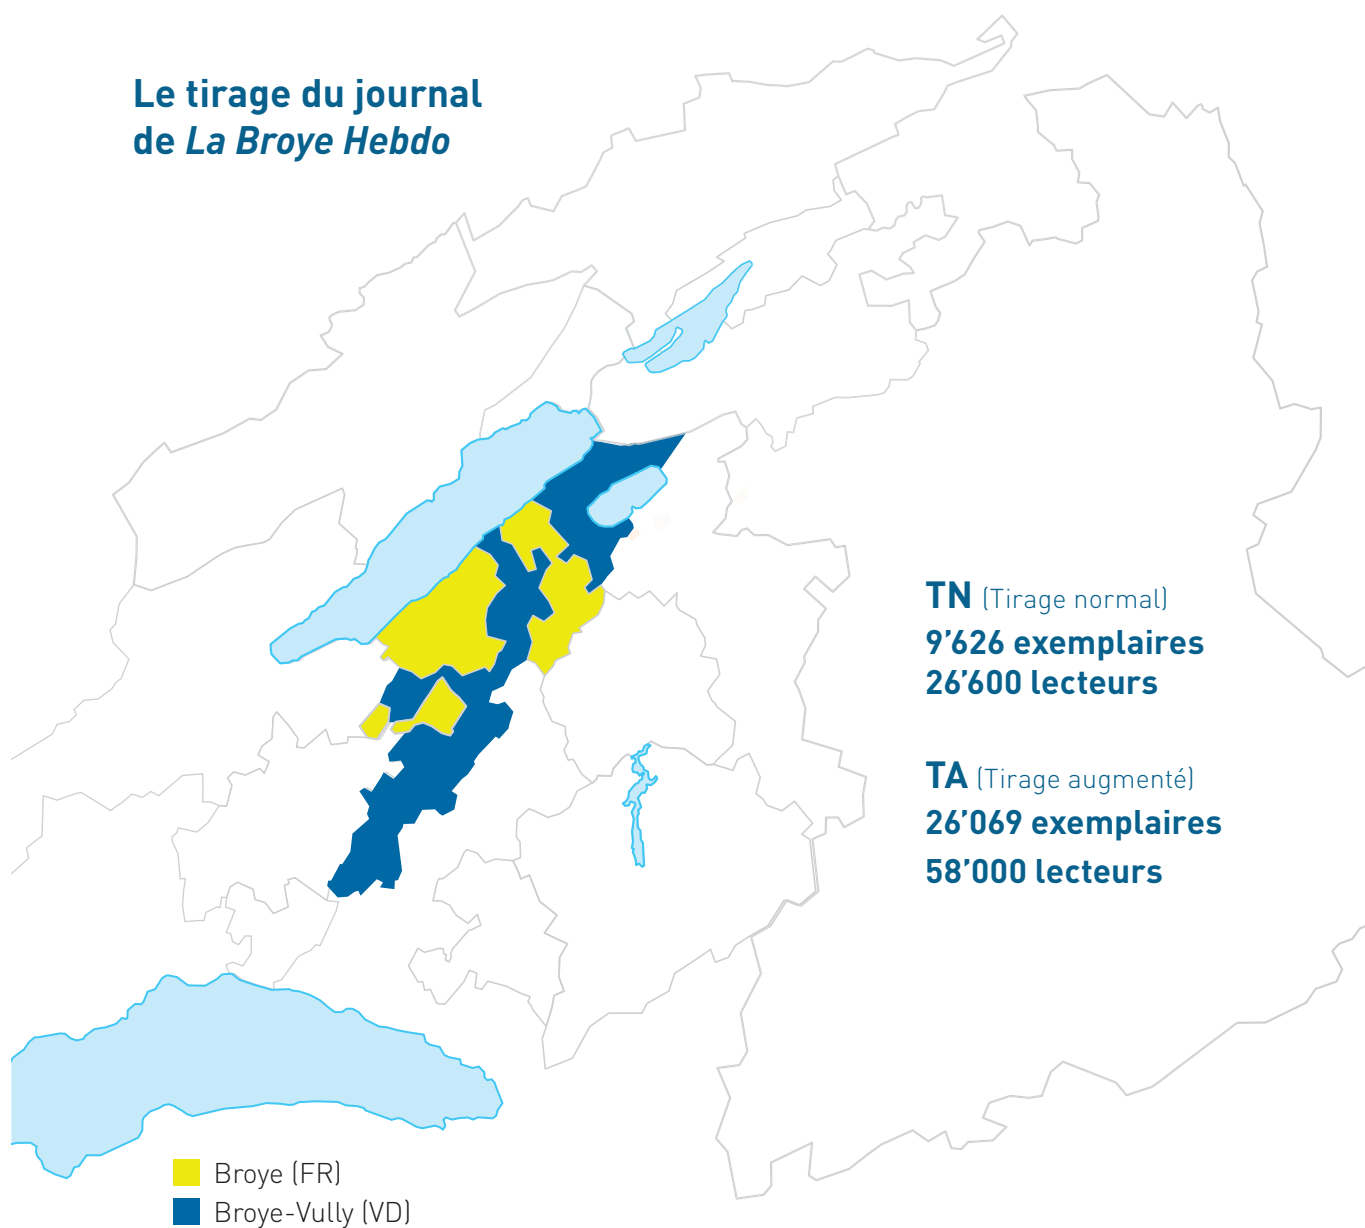 Le tirage du journal
de La Broye Hebdo
TN (Tirage normal)
9’626 exemplaires
26’600 lecteurs
TA (Tirage augmenté)
26’069 exemplaires
58’000 lecteurs
Broye (FR)
Broye-Vully (VD)